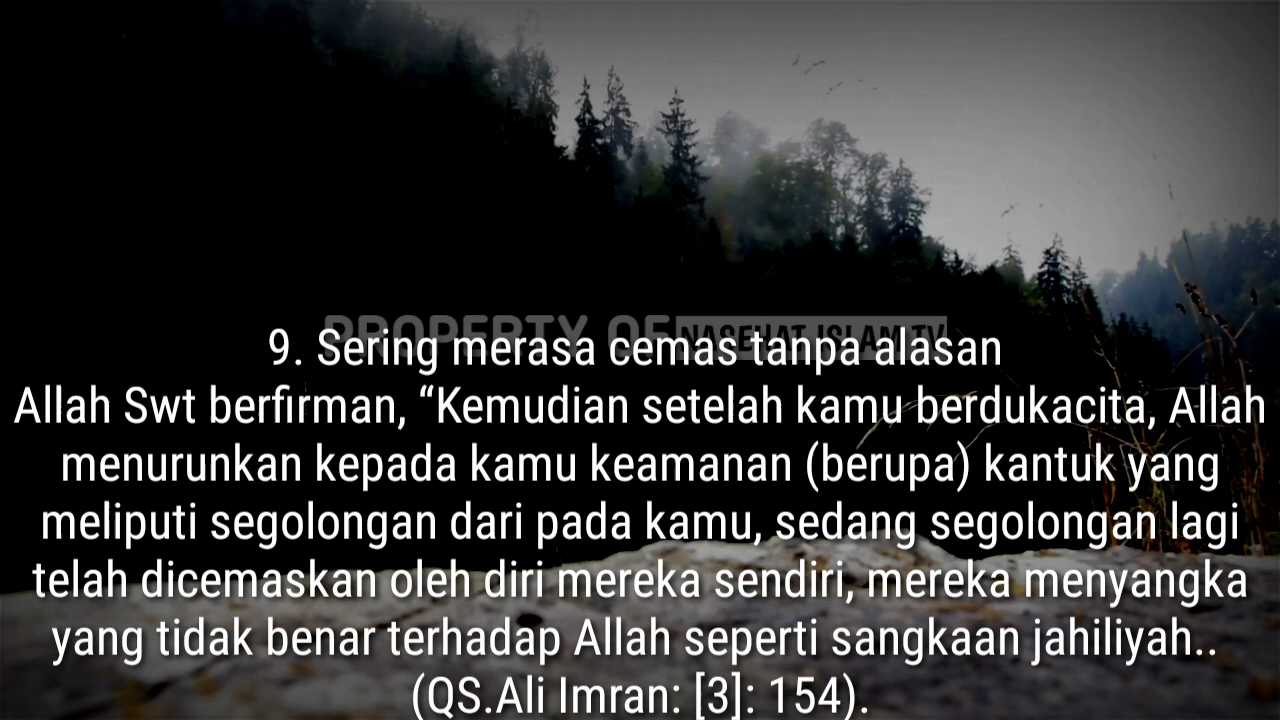 PROPERTY OF NASEHAT ISLAM TV
9. Sering merasa cemas tanpa alasan
Allah Swt berfirman, “Kemudian setelah kamu berdukacita, Allah
menurunkan kepada kamu keamanan (berupa) kantuk yang
meliputi segolongan dari pada kamu, sedang segolongan lagi
telah dicemaskan oleh diri mereka sendiri, mereka menyangka
yang tidak benar terhadap Allah seperti sangkaan jahiliyah..
(QS.Ali Imran: [3]: 154).